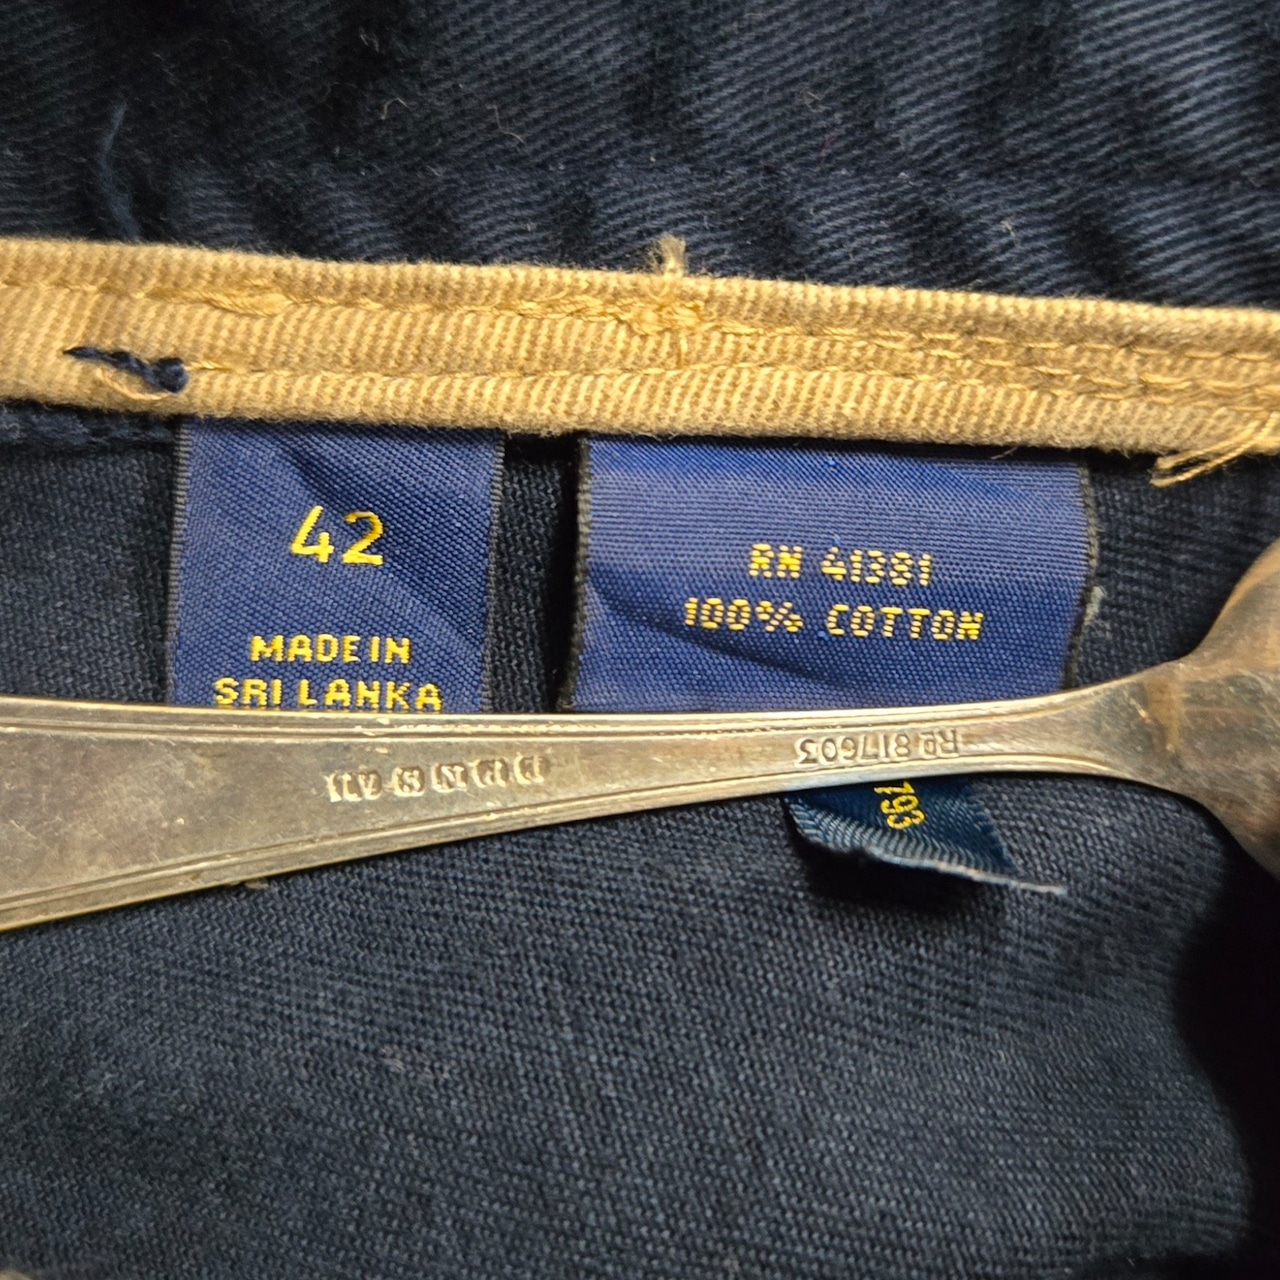 42
MADE IN
SRI LANKA
RN 41381
100% COTTON
Rᴰ 817603
793